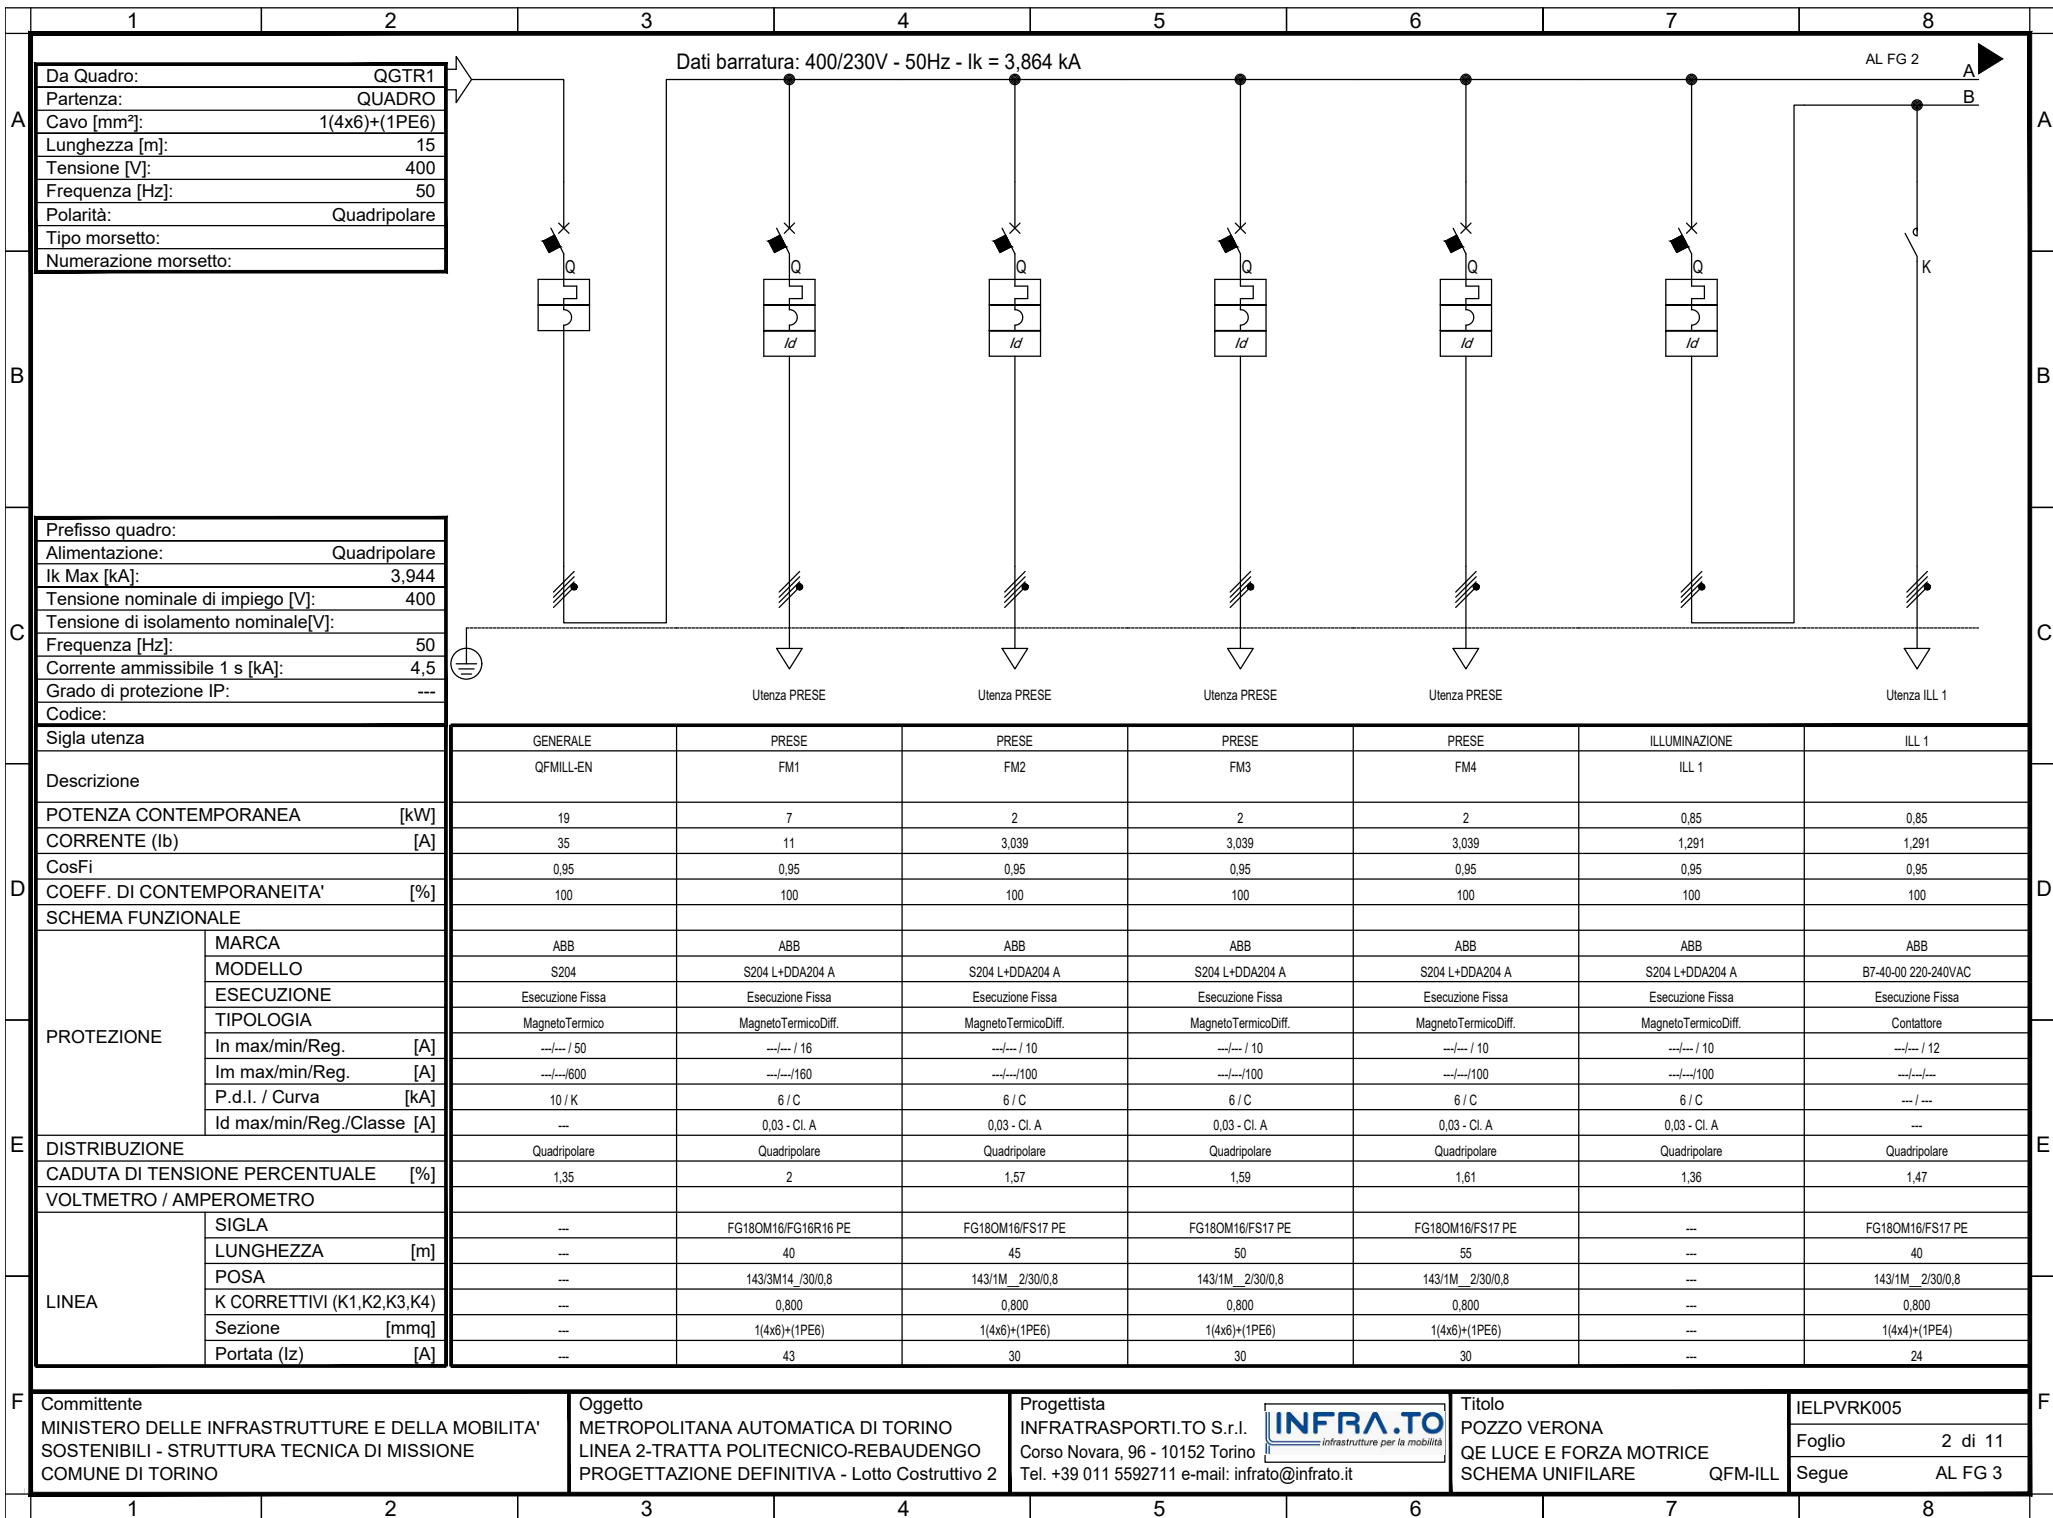 1 2 3 4 5 6 7 8
Dati barratura: 400/230V - 50Hz - Ik = 3,864 kA
AL FG 2
A
B
Da Quadro: QGTR1
Partenza: QUADRO
Cavo [mm²]: 1(4x6)+(1PE6)
Lunghezza [m]: 15
Tensione [V]: 400
Frequenza [Hz]: 50
Polarità: Quadripolare
Tipo morsetto:
Numerazione morsetto:
A A
Q Q Q Q Q Q K
Id Id Id Id Id
B B
Prefisso quadro:
Alimentazione: Quadripolare
Ik Max [kA]: 3,944
Tensione nominale di impiego [V]: 400
Tensione di isolamento nominale[V]:
Frequenza [Hz]: 50
Corrente ammissibile 1 s [kA]: 4,5
Grado di protezione IP: ---
Codice:
C C
Utenza PRESE Utenza PRESE Utenza PRESE Utenza PRESE Utenza ILL 1
Sigla utenza GENERALE PRESE PRESE PRESE PRESE ILLUMINAZIONE ILL 1
Descrizione QFMILL-EN FM1 FM2 FM3 FM4 ILL 1
POTENZA CONTEMPORANEA [kW] 19 7 2 2 2 0,85 0,85
CORRENTE (Ib) [A] 35 11 3,039 3,039 3,039 1,291 1,291
CosFi 0,95 0,95 0,95 0,95 0,95 0,95 0,95
D D
COEFF. DI CONTEMPORANEITA' [%] 100 100 100 100 100 100 100
SCHEMA FUNZIONALE
PROTEZIONE
MARCA ABB ABB ABB ABB ABB ABB ABB
MODELLO S204 S204 L+DDA204 A S204 L+DDA204 A S204 L+DDA204 A S204 L+DDA204 A S204 L+DDA204 A B7-40-00 220-240VAC
ESECUZIONE Esecuzione Fissa Esecuzione Fissa Esecuzione Fissa Esecuzione Fissa Esecuzione Fissa Esecuzione Fissa Esecuzione Fissa
TIPOLOGIA MagnetoTermico MagnetoTermicoDiff. MagnetoTermicoDiff. MagnetoTermicoDiff. MagnetoTermicoDiff. MagnetoTermicoDiff. Contattore
In max/min/Reg. [A] ---/--- / 50 ---/--- / 16 ---/--- / 10 ---/--- / 10 ---/--- / 10 ---/--- / 10 ---/--- / 12
Im max/min/Reg. [A] ---/---/600 ---/---/160 ---/---/100 ---/---/100 ---/---/100 ---/---/100 ---/---/---
P.d.I. / Curva [kA] 10 / K 6 / C 6 / C 6 / C 6 / C 6 / C --- / ---
Id max/min/Reg./Classe [A] --- 0,03 - Cl. A 0,03 - Cl. A 0,03 - Cl. A 0,03 - Cl. A 0,03 - Cl. A ---
E E
DISTRIBUZIONE Quadripolare Quadripolare Quadripolare Quadripolare Quadripolare Quadripolare Quadripolare
CADUTA DI TENSIONE PERCENTUALE [%] 1,35 2 1,57 1,59 1,61 1,36 1,47
VOLTMETRO / AMPEROMETRO
LINEA
SIGLA --- FG18OM16/FG16R16 PE FG18OM16/FS17 PE FG18OM16/FS17 PE FG18OM16/FS17 PE --- FG18OM16/FS17 PE
LUNGHEZZA [m] --- 40 45 50 55 --- 40
POSA --- 143/3M14_/30/0,8 143/1M__2/30/0,8 143/1M__2/30/0,8 143/1M__2/30/0,8 --- 143/1M__2/30/0,8
K CORRETTIVI (K1,K2,K3,K4) --- 0,800 0,800 0,800 0,800 --- 0,800
Sezione [mmq] --- 1(4x6)+(1PE6) 1(4x6)+(1PE6) 1(4x6)+(1PE6) 1(4x6)+(1PE6) --- 1(4x4)+(1PE4)
Portata (Iz) [A] --- 43 30 30 30 --- 24
F F
Committente
MINISTERO DELLE INFRASTRUTTURE E DELLA MOBILITA'
SOSTENIBILI - STRUTTURA TECNICA DI MISSIONE
COMUNE DI TORINO
Oggetto
METROPOLITANA AUTOMATICA DI TORINO
LINEA 2-TRATTA POLITECNICO-REBAUDENGO
PROGETTAZIONE DEFINITIVA - Lotto Costruttivo 2
Progettista
INFRATRASPORTI.TO S.r.l.
Corso Novara, 96 - 10152 Torino
Tel. +39 011 5592711 e-mail: infrato@infrato.it
INFRA.TO
infrastrutture per la mobilità
Titolo
POZZO VERONA
QE LUCE E FORZA MOTRICE
SCHEMA UNIFILARE QFM-ILL
IELPVRK005
Foglio 2 di 11
Segue AL FG 3
1 2 3 4 5 6 7 8